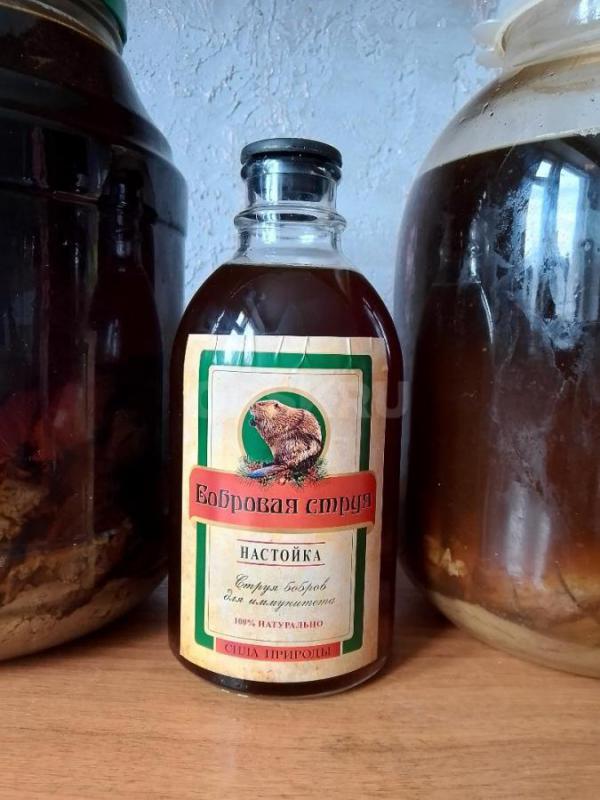 Бобровая струя
НАСТОЙКА
Струя бобров
для иммунитета
100% НАТУРАЛЬНО
СИЛА ПРИРОДЫ